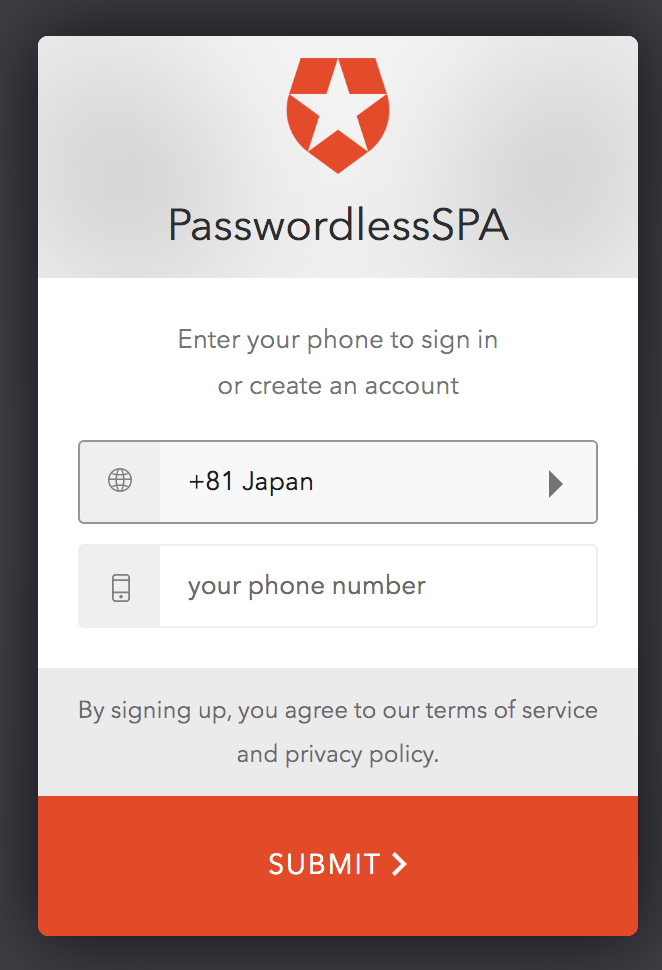 PasswordlessSPA
Enter your phone to sign in
or create an account
+81 Japan
your phone number
By signing up, you agree to our terms of service
and privacy policy.
SUBMIT